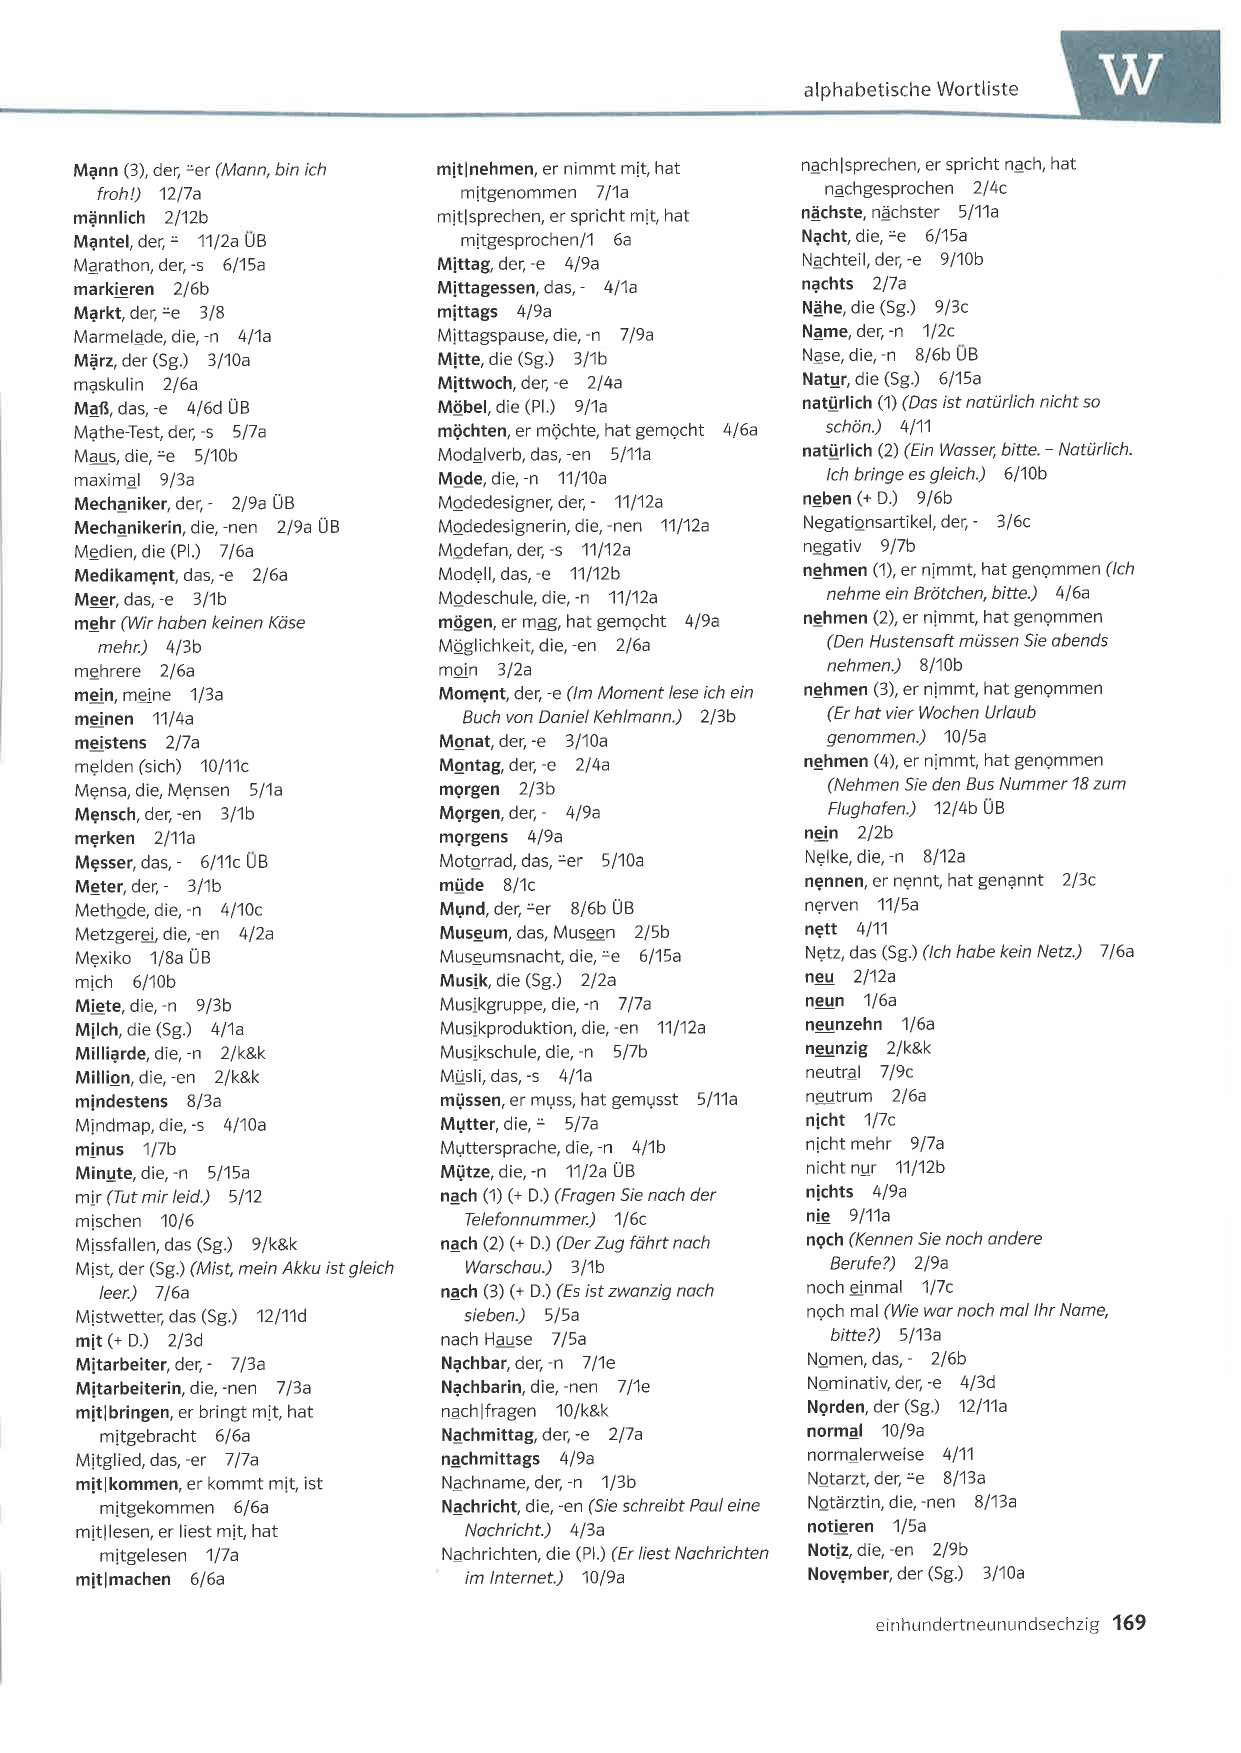 alphabetische Wortliste
W
Mann (3), der, ¨-er (Mann, bin ich
froh!) 12/7a
männlich 2/12b
Mantel, der, ¨- 11/2a ÜB
Marathon, der, -s 6/15a
markieren 2/6b
Markt, der, ¨-e 3/8
Marmelade, die, -n 4/1a
März, der (Sg.) 3/10a
maskulin 2/6a
Maß, das, -e 4/6d ÜB
Mathe-Test, der, -s 5/7a
Maus, die, ¨-e 5/10b
maximal 9/3a
Mechaniker, der, - 2/9a ÜB
Mechanikerin, die, -nen 2/9a ÜB
Medien, die (Pl.) 7/6a
Medikament, das, -e 2/6a
Meer, das, -e 3/1b
mehr (Wir haben keinen Käse
mehr.) 4/3b
mehrere 2/6a
mein, meine 1/3a
meinen 11/4a
meistens 2/7a
melden (sich) 10/11c
Mensa, die, Mensen 5/1a
Mensch, der, -en 3/1b
merken 2/11a
Messer, das, - 6/11c ÜB
Meter, der, - 3/1b
Methode, die, -n 4/10c
Metzgerei, die, -en 4/2a
Mexiko 1/8a ÜB
mich 6/10b
Miete, die, -n 9/3b
Milch, die (Sg.) 4/1a
Milliarde, die, -n 2/k&k
Million, die, -en 2/k&k
mindestens 8/3a
Mindmap, die, -s 4/10a
minus 1/7b
Minute, die, -n 5/15a
mir (Tut mir leid.) 5/12
mischen 10/6
Missfallen, das (Sg.) 9/k&k
Mist, der (Sg.) (Mist, mein Akku ist gleich
leer.) 7/6a
Mistwetter, das (Sg.) 12/11d
mit (+ D.) 2/3d
Mitarbeiter, der, - 7/3a
Mitarbeiterin, die, -nen 7/3a
mit|bringen, er bringt mit, hat
mitgebracht 6/6a
Mitglied, das, -er 7/7a
mit|kommen, er kommt mit, ist
mitgekommen 6/6a
mit|lesen, er liest mit, hat
mitgelesen 1/7a
mit|machen 6/6a
mit|nehmen, er nimmt mit, hat
mitgenommen 7/1a
mit|sprechen, er spricht mit, hat
mitgesprochen/1 6a
Mittag, der, -e 4/9a
Mittagessen, das, - 4/1a
mittags 4/9a
Mittagspause, die, -n 7/9a
Mitte, die (Sg.) 3/1b
Mittwoch, der, -e 2/4a
Möbel, die (Pl.) 9/1a
möchten, er möchte, hat gemocht 4/6a
Modalverb, das, -en 5/11a
Mode, die, -n 11/10a
Modedesigner, der, - 11/12a
Modedesignerin, die, -nen 11/12a
Modefan, der, -s 11/12a
Modell, das, -e 11/12b
Modeschule, die, -n 11/12a
mögen, er mag, hat gemocht 4/9a
Möglichkeit, die, -en 2/6a
moin 3/2a
Moment, der, -e (Im Moment lese ich ein
Buch von Daniel Kehlmann.) 2/3b
Monat, der, -e 3/10a
Montag, der, -e 2/4a
morgen 2/3b
Morgen, der, - 4/9a
morgens 4/9a
Motorrad, das, ¨-er 5/10a
müde 8/1c
Mund, der, ¨-er 8/6b ÜB
Museum, das, Museen 2/5b
Museumsnacht, die, ¨-e 6/15a
Musik, die (Sg.) 2/2a
Musikgruppe, die, -n 7/7a
Musikproduktion, die, -en 11/12a
Musikschule, die, -n 5/7b
Müsli, das, -s 4/1a
müssen, er muss, hat gemusst 5/11a
Mutter, die, ¨- 5/7a
Muttersprache, die, -n 4/1b
Mütze, die, -n 11/2a ÜB
nach (1) (+ D.) (Fragen Sie nach der
Telefonnummer.) 1/6c
nach (2) (+ D.) (Der Zug fährt nach
Warschau.) 3/1b
nach (3) (+ D.) (Es ist zwanzig nach
sieben.) 5/5a
nach Hause 7/5a
Nachbar, der, -n 7/1e
Nachbarin, die, -nen 7/1e
nach|fragen 10/k&k
Nachmittag, der, -e 2/7a
nachmittags 4/9a
Nachname, der, -n 1/3b
Nachricht, die, -en (Sie schreibt Paul eine
Nachricht.) 4/3a
Nachrichten, die (Pl.) (Er liest Nachrichten
im Internet.) 10/9a
nach|sprechen, er spricht nach, hat
nachgesprochen 2/4c
nächste, nächster 5/11a
Nacht, die, ¨-e 6/15a
Nachteil, der, -e 9/10b
nachts 2/7a
Nähe, die (Sg.) 9/3c
Name, der, -n 1/2c
Nase, die, -n 8/6b ÜB
Natur, die (Sg.) 6/15a
natürlich (1) (Das ist natürlich nicht so
schön.) 4/11
natürlich (2) (Ein Wasser, bitte. – Natürlich.
Ich bringe es gleich.) 6/10b
neben (+ D.) 9/6b
Negationsartikel, der, - 3/6c
negativ 9/7b
nehmen (1), er nimmt, hat genommen (Ich
nehme ein Brötchen, bitte.) 4/6a
nehmen (2), er nimmt, hat genommen
(Den Hustensaft müssen Sie abends
nehmen.) 8/10b
nehmen (3), er nimmt, hat genommen
(Er hat vier Wochen Urlaub
genommen.) 10/5a
nehmen (4), er nimmt, hat genommen
(Nehmen Sie den Bus Nummer 18 zum
Flughafen.) 12/4b ÜB
nein 2/2b
Nelke, die, -n 8/12a
nennen, er nennt, hat genannt 2/3c
nerven 11/5a
nett 4/11
Netz, das (Sg.) (Ich habe kein Netz.) 7/6a
neu 2/12a
neun 1/6a
neunzehn 1/6a
neunzig 2/k&k
neutral 7/9c
neutrum 2/6a
nicht 1/7c
nicht mehr 9/7a
nicht nur 11/12b
nichts 4/9a
nie 9/11a
noch (Kennen Sie noch andere
Berufe?) 2/9a
noch einmal 1/7c
noch mal (Wie war noch mal Ihr Name,
bitte?) 5/13a
Nomen, das, - 2/6b
Nominativ, der, -e 4/3d
Norden, der (Sg.) 12/11a
normal 10/9a
normalerweise 4/11
Notarzt, der, ¨-e 8/13a
Notärztin, die, -nen 8/13a
notieren 1/5a
Notiz, die, -en 2/9b
November, der (Sg.) 3/10a
einhundertneunundsechzig 169